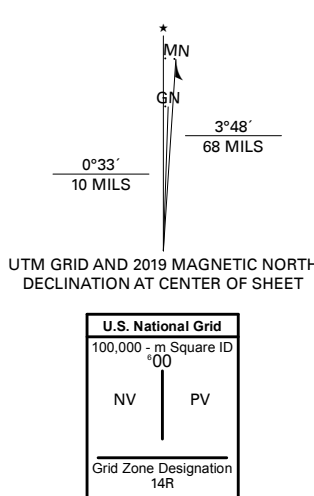 ★
MN
GN
3°48´
68 MILS
0°33´
10 MILS
UTM GRID AND 2019 MAGNETIC NORTH
DECLINATION AT CENTER OF SHEET
U.S. National Grid
100,000 - m Square ID
⁶00
NV PV
Grid Zone Designation
14R